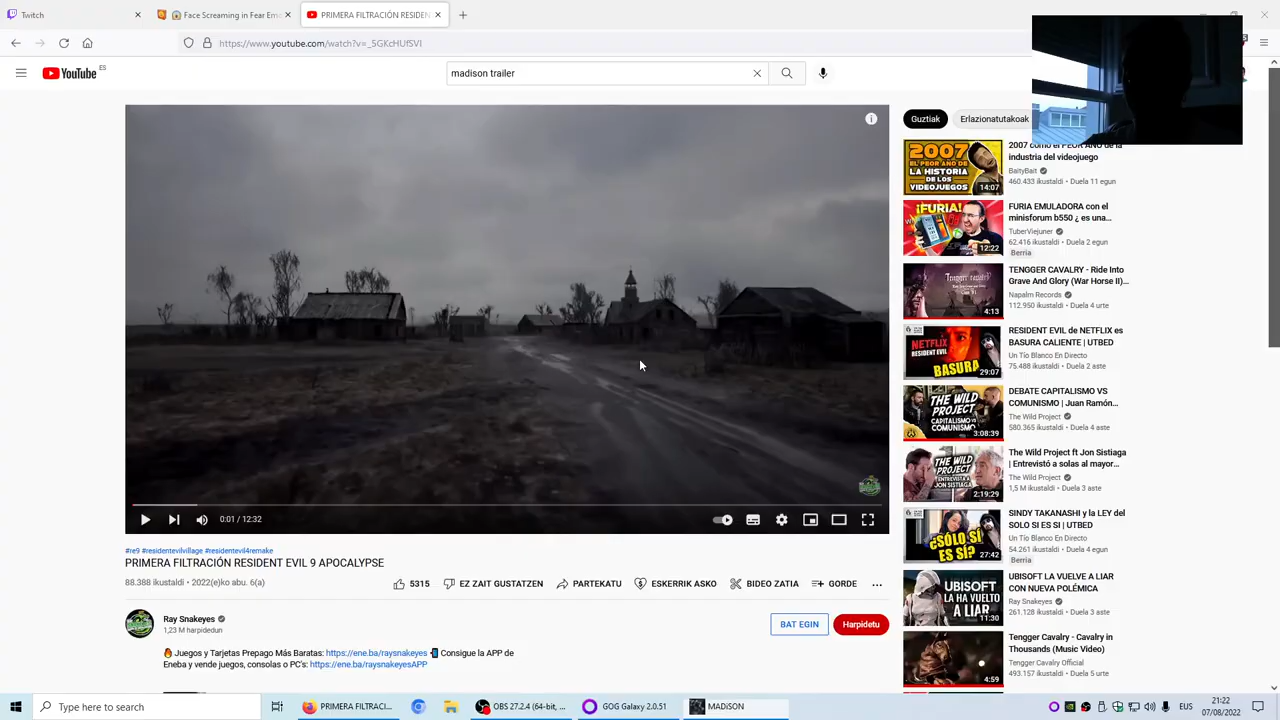 Twitch
Streaming and sharing in Fear Eme
PRIMERA FILTRACIÓN RESIDEN
https://www.youtube.com/watch?v=_5GKcHUfSVI
YouTube ES
madison trailer
Guztiak
Erlazionatutakoak
2007 como el PEOR AÑO de la
industria del videojuego
BaityBait
460.433 ikustaldi • Duela 11 egun
2007
EL PEOR AÑO DE
LA HISTORIA
DE LOS
VIDEOJUEGOS
14:07
FURIA EMULADORA con el
minisforum b550 ¿ es una...
TuberViejuner
62.416 ikustaldi • Duela 2 egun
Berria
¡FURIA!
12:22
TENGGER CAVALRY - Ride Into
Grave And Glory (War Horse II)...
Napalm Records
112.950 ikustaldi • Duela 4 urte
4:13
RESIDENT EVIL de NETFLIX es
BASURA CALIENTE | UTBED
Un Tío Blanco En Directo
75.488 ikustaldi • Duela 2 aste
NETFLIX
RESIDENT EVIL
BASURA
29:07
DEBATE CAPITALISMO VS
COMUNISMO | Juan Ramón...
The Wild Project
580.365 ikustaldi • Duela 4 aste
THE WILD
PROJECT
CAPITALISMO vs
COMUNISMO
3:08:39
The Wild Project ft Jon Sistiaga
| Entrevistó a solas al mayor...
The Wild Project
1,5 M ikustaldi • Duela 3 aste
THE WILD
PROJECT
ENTREVISTA A
JON SISTIAGA
2:19:29
SINDY TAKANASHI y la LEY del
SOLO SI ES SI | UTBED
Un Tío Blanco En Directo
54.261 ikustaldi • Duela 4 egun
Berria
¿SÓLO SÍ
ES SÍ?
27:42
UBISOFT LA VUELVE A LIAR
CON NUEVA POLÉMICA
Ray Snakeyes
261.128 ikustaldi • Duela 3 aste
UBISOFT
LA HA VUELTO
A LIAR
11:30
Tengger Cavalry - Cavalry in
Thousands (Music Video)
Tengger Cavalry Official
493.157 ikustaldi • Duela 5 urte
4:59
0:01 / 12:32
#re9 #residentevilvillage #residentevil4remake
PRIMERA FILTRACIÓN RESIDENT EVIL 9 APOCALYPSE
88.388 ikustaldi • 2022(e)ko abu. 6(a)
5315
EZ ZAIT GUSTATZEN
PARTEKATU
ESKERRIK ASKO
BIDEO ZATIA
GORDE
Ray Snakeyes
1,23 M harpidedun
BAT EGIN
Harpidetu
Juegos y Tarjetas Prepago Más Baratas: https://ene.ba/raysnakeyes Consigue la APP de
Eneba y vende juegos, consolas o PC's: https://ene.ba/raysnakeyesAPP
Type here to search
PRIMERA FILTRACI...
OBS 27.2.4 (64-bit, ...
GOG Galaxy 2.0.51
MADISON
EUS
21:22
07/08/2022